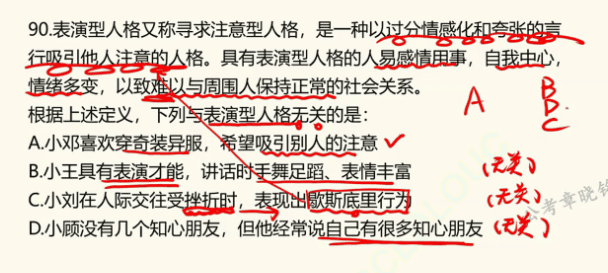 90.表演型人格又称寻求注意型人格，是一种以过分情感化和夸张的言
行吸引他人注意的人格。具有表演型人格的人易感情用事，自我中心，
情绪多变，以致难以与周围人保持正常的社会关系。
A B B. C
根据上述定义，下列与表演型人格无关的是：
A.小邓喜欢穿奇装异服，希望吸引别人的注意
B.小王具有表演才能，讲话时手舞足蹈、表情丰富 (无关)
C.小刘在人际交往受挫折时，表现出歇斯底里行为 (无关)
D.小顾没有几个知心朋友，但他经常说自己有很多知心朋友 (无关)
公考章晓铭